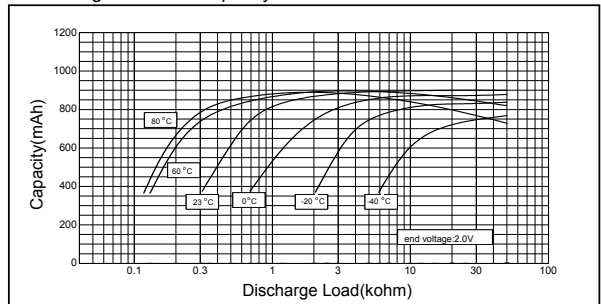 1200
1000
800
600
400
200
0
Capacity(mAh)
80 °C
60 °C
23 °C
0°C
-20 °C
-40 °C
end voltage:2.0V
0.1 0.3 1 3 10 30 100
Discharge Load(kohm)